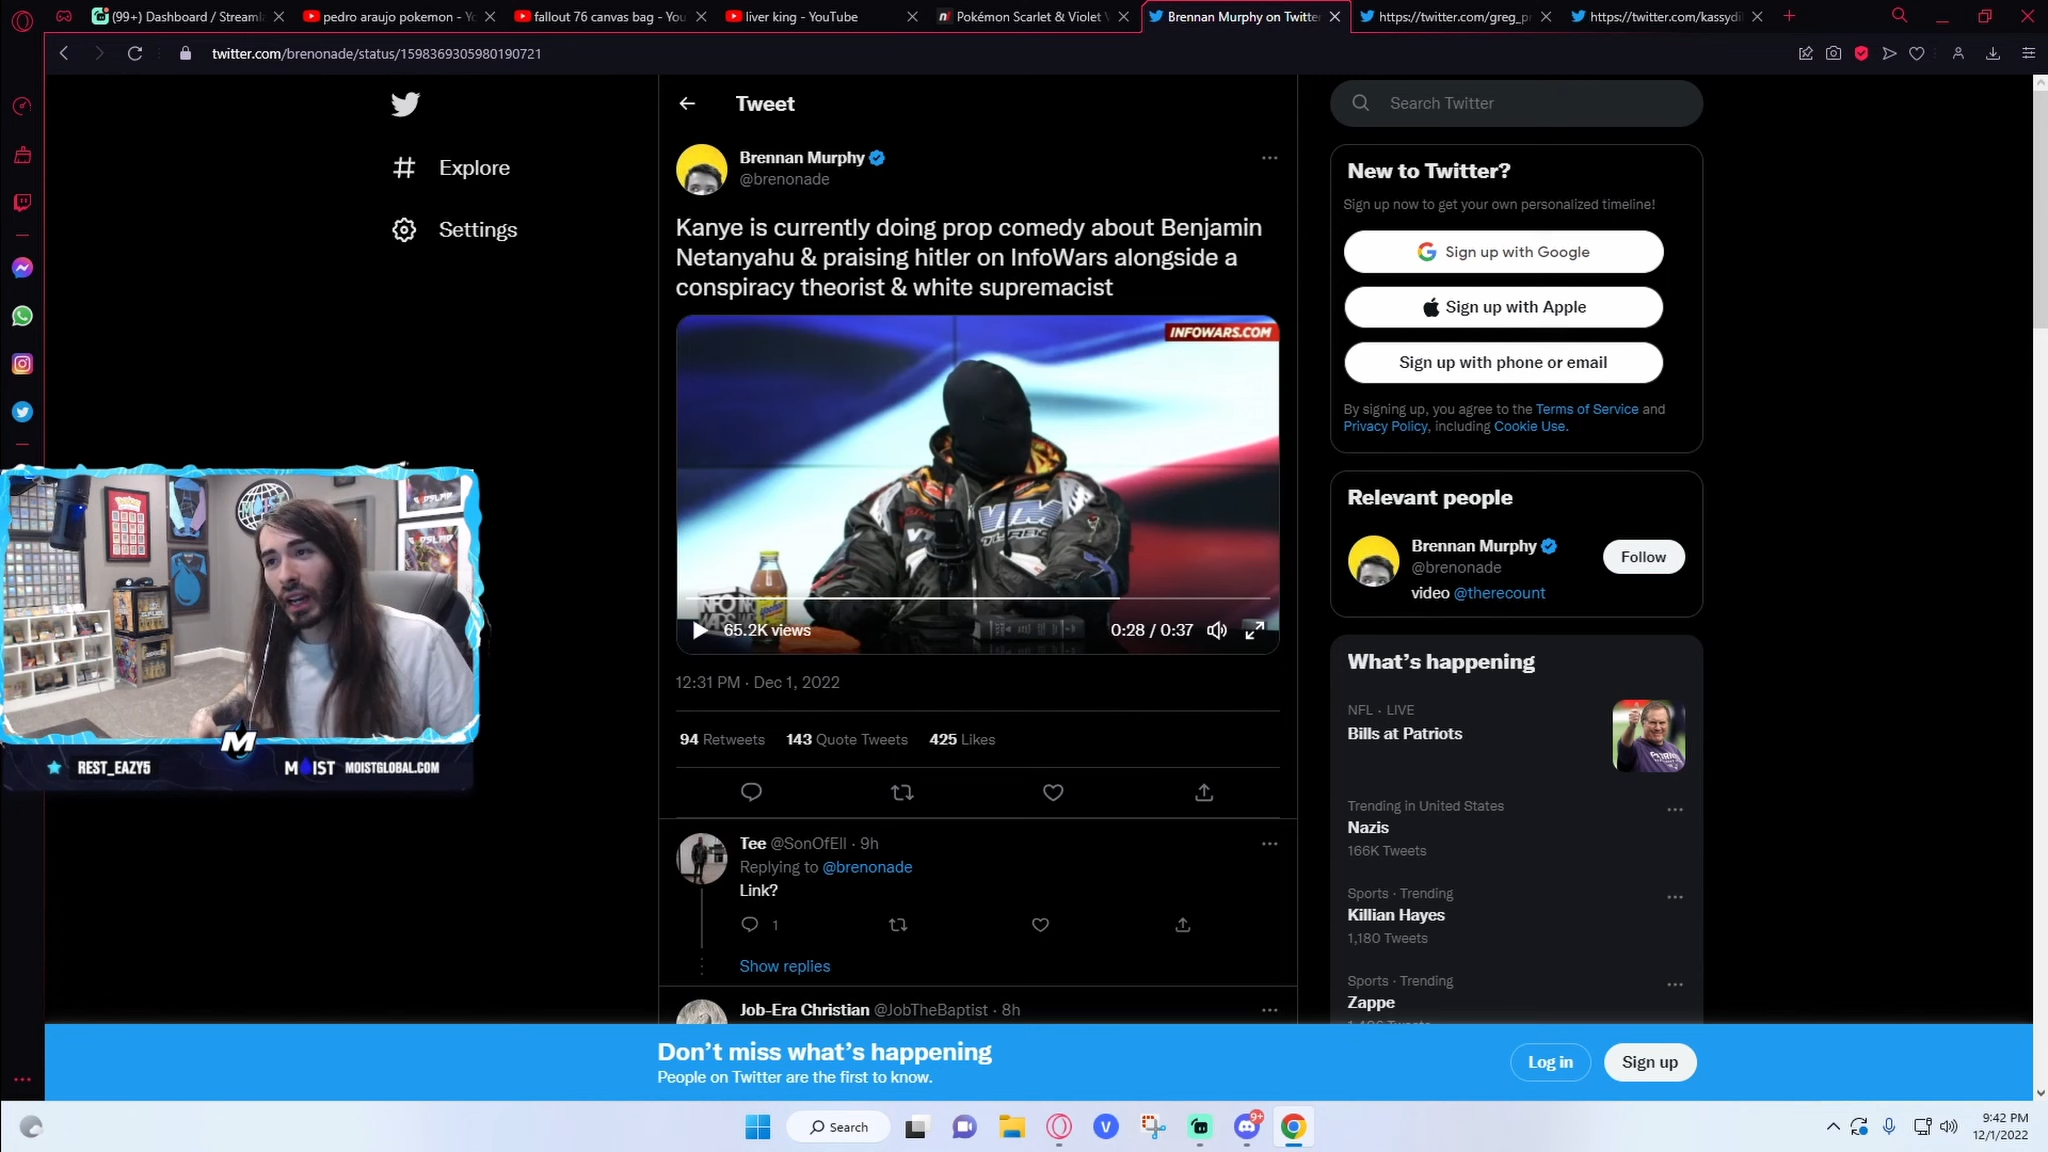 (99+) Dashboard / Streaml
pedro araujo pokemon - Yo
fallout 76 canvas bag - You
liver king - YouTube
Pokémon Scarlet & Violet
Brennan Murphy on Twitter
https://twitter.com/greg_p
https://twitter.com/kassydi
twitter.com/brenonade/status/1598369305980190721
Explore
Settings
Tweet
Brennan Murphy
@brenonade
Kanye is currently doing prop comedy about Benjamin
Netanyahu & praising hitler on InfoWars alongside a
conspiracy theorist & white supremacist
INFOWARS.COM
INFO
WARS
65.2K views
0:28 / 0:37
12:31 PM · Dec 1, 2022
94 Retweets 143 Quote Tweets 425 Likes
Tee @SonOfEll · 9h
Replying to @brenonade
Link?
1
Show replies
Job-Era Christian @JobTheBaptist · 8h
Search Twitter
New to Twitter?
Sign up now to get your own personalized timeline!
Sign up with Google
Sign up with Apple
Sign up with phone or email
By signing up, you agree to the Terms of Service and
Privacy Policy, including Cookie Use.
Relevant people
Brennan Murphy
@brenonade
Follow
video @therecount
What's happening
NFL · LIVE
Bills at Patriots
Trending in United States
Nazis
166K Tweets
Sports · Trending
Killian Hayes
1,180 Tweets
Sports · Trending
Zappe
GODSLAP
GODSLAP
M
REST_EAZY5
MOIST MOISTGLOBAL.COM
Don't miss what's happening
People on Twitter are the first to know.
Log in
Sign up
Search
9+
9:42 PM
12/1/2022